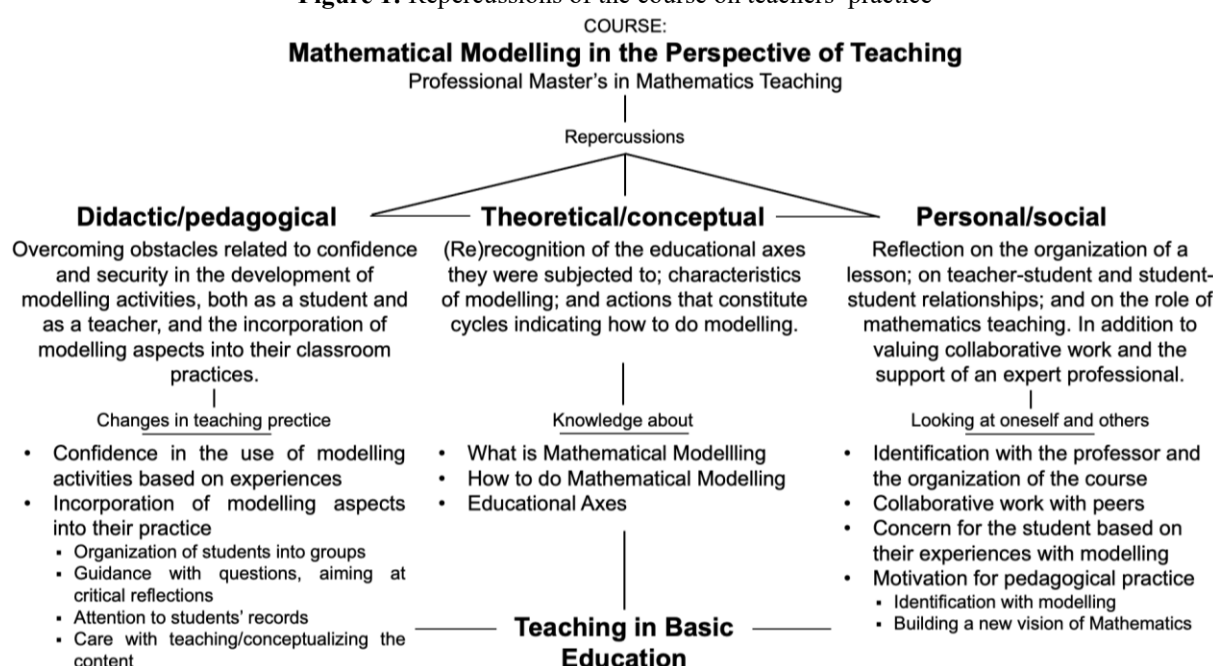 Figure 1: Repercussions of the course on teachers' practice
COURSE:
Mathematical Modelling in the Perspective of Teaching
Professional Master's in Mathematics Teaching
Repercussions
Didactic/pedagogical
Overcoming obstacles related to confidence
and security in the development of
modelling activities, both as a student and
as a teacher, and the incorporation of
modelling aspects into their classroom
practices.
Changes in teaching prectice
• Confidence in the use of modelling
activities based on experiences
• Incorporation of modelling aspects
into their practice
▪ Organization of students into groups
▪ Guidance with questions, aiming at
critical reflections
▪ Attention to students' records
▪ Care with teaching/conceptualizing the
content
Theoretical/conceptual
(Re)recognition of the educational axes
they were subjected to; characteristics
of modelling; and actions that constitute
cycles indicating how to do modelling.
Knowledge about
• What is Mathematical Modellling
• How to do Mathematical Modelling
• Educational Axes
Personal/social
Reflection on the organization of a
lesson; on teacher-student and student-
student relationships; and on the role of
mathematics teaching. In addition to
valuing collaborative work and the
support of an expert professional.
Looking at oneself and others
• Identification with the professor and
the organization of the course
• Collaborative work with peers
• Concern for the student based on
their experiences with modelling
• Motivation for pedagogical practice
▪ Identification with modelling
▪ Building a new vision of Mathematics
Teaching in Basic
Education